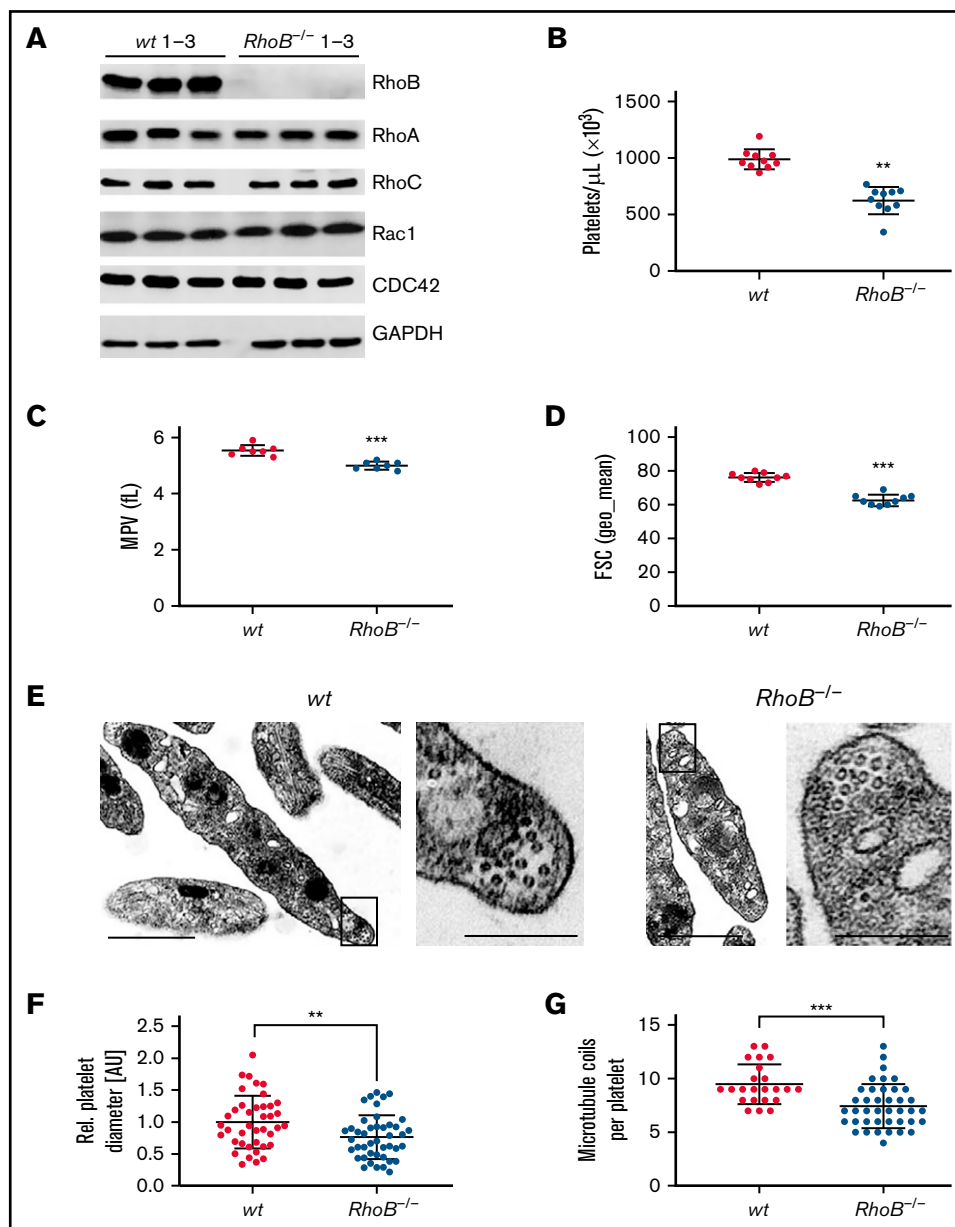 A
wt 1–3 RhoB–/– 1–3
RhoB
RhoA
RhoC
Rac1
CDC42
GAPDH
B
Platelets/μL (×10³)
1500
1000
500
0
**
wt RhoB–/–
C
MPV (fL)
6
4
2
0
***
wt RhoB–/–
D
FSC (geo_mean)
100
80
60
40
20
0
***
wt RhoB–/–
E
wt RhoB–/–
F
Rel. platelet
diameter [AU]
2.5
2.0
1.5
1.0
0.5
0.0
**
wt RhoB–/–
G
Microtubule coils
per platelet
15
10
5
0
***
wt RhoB–/–